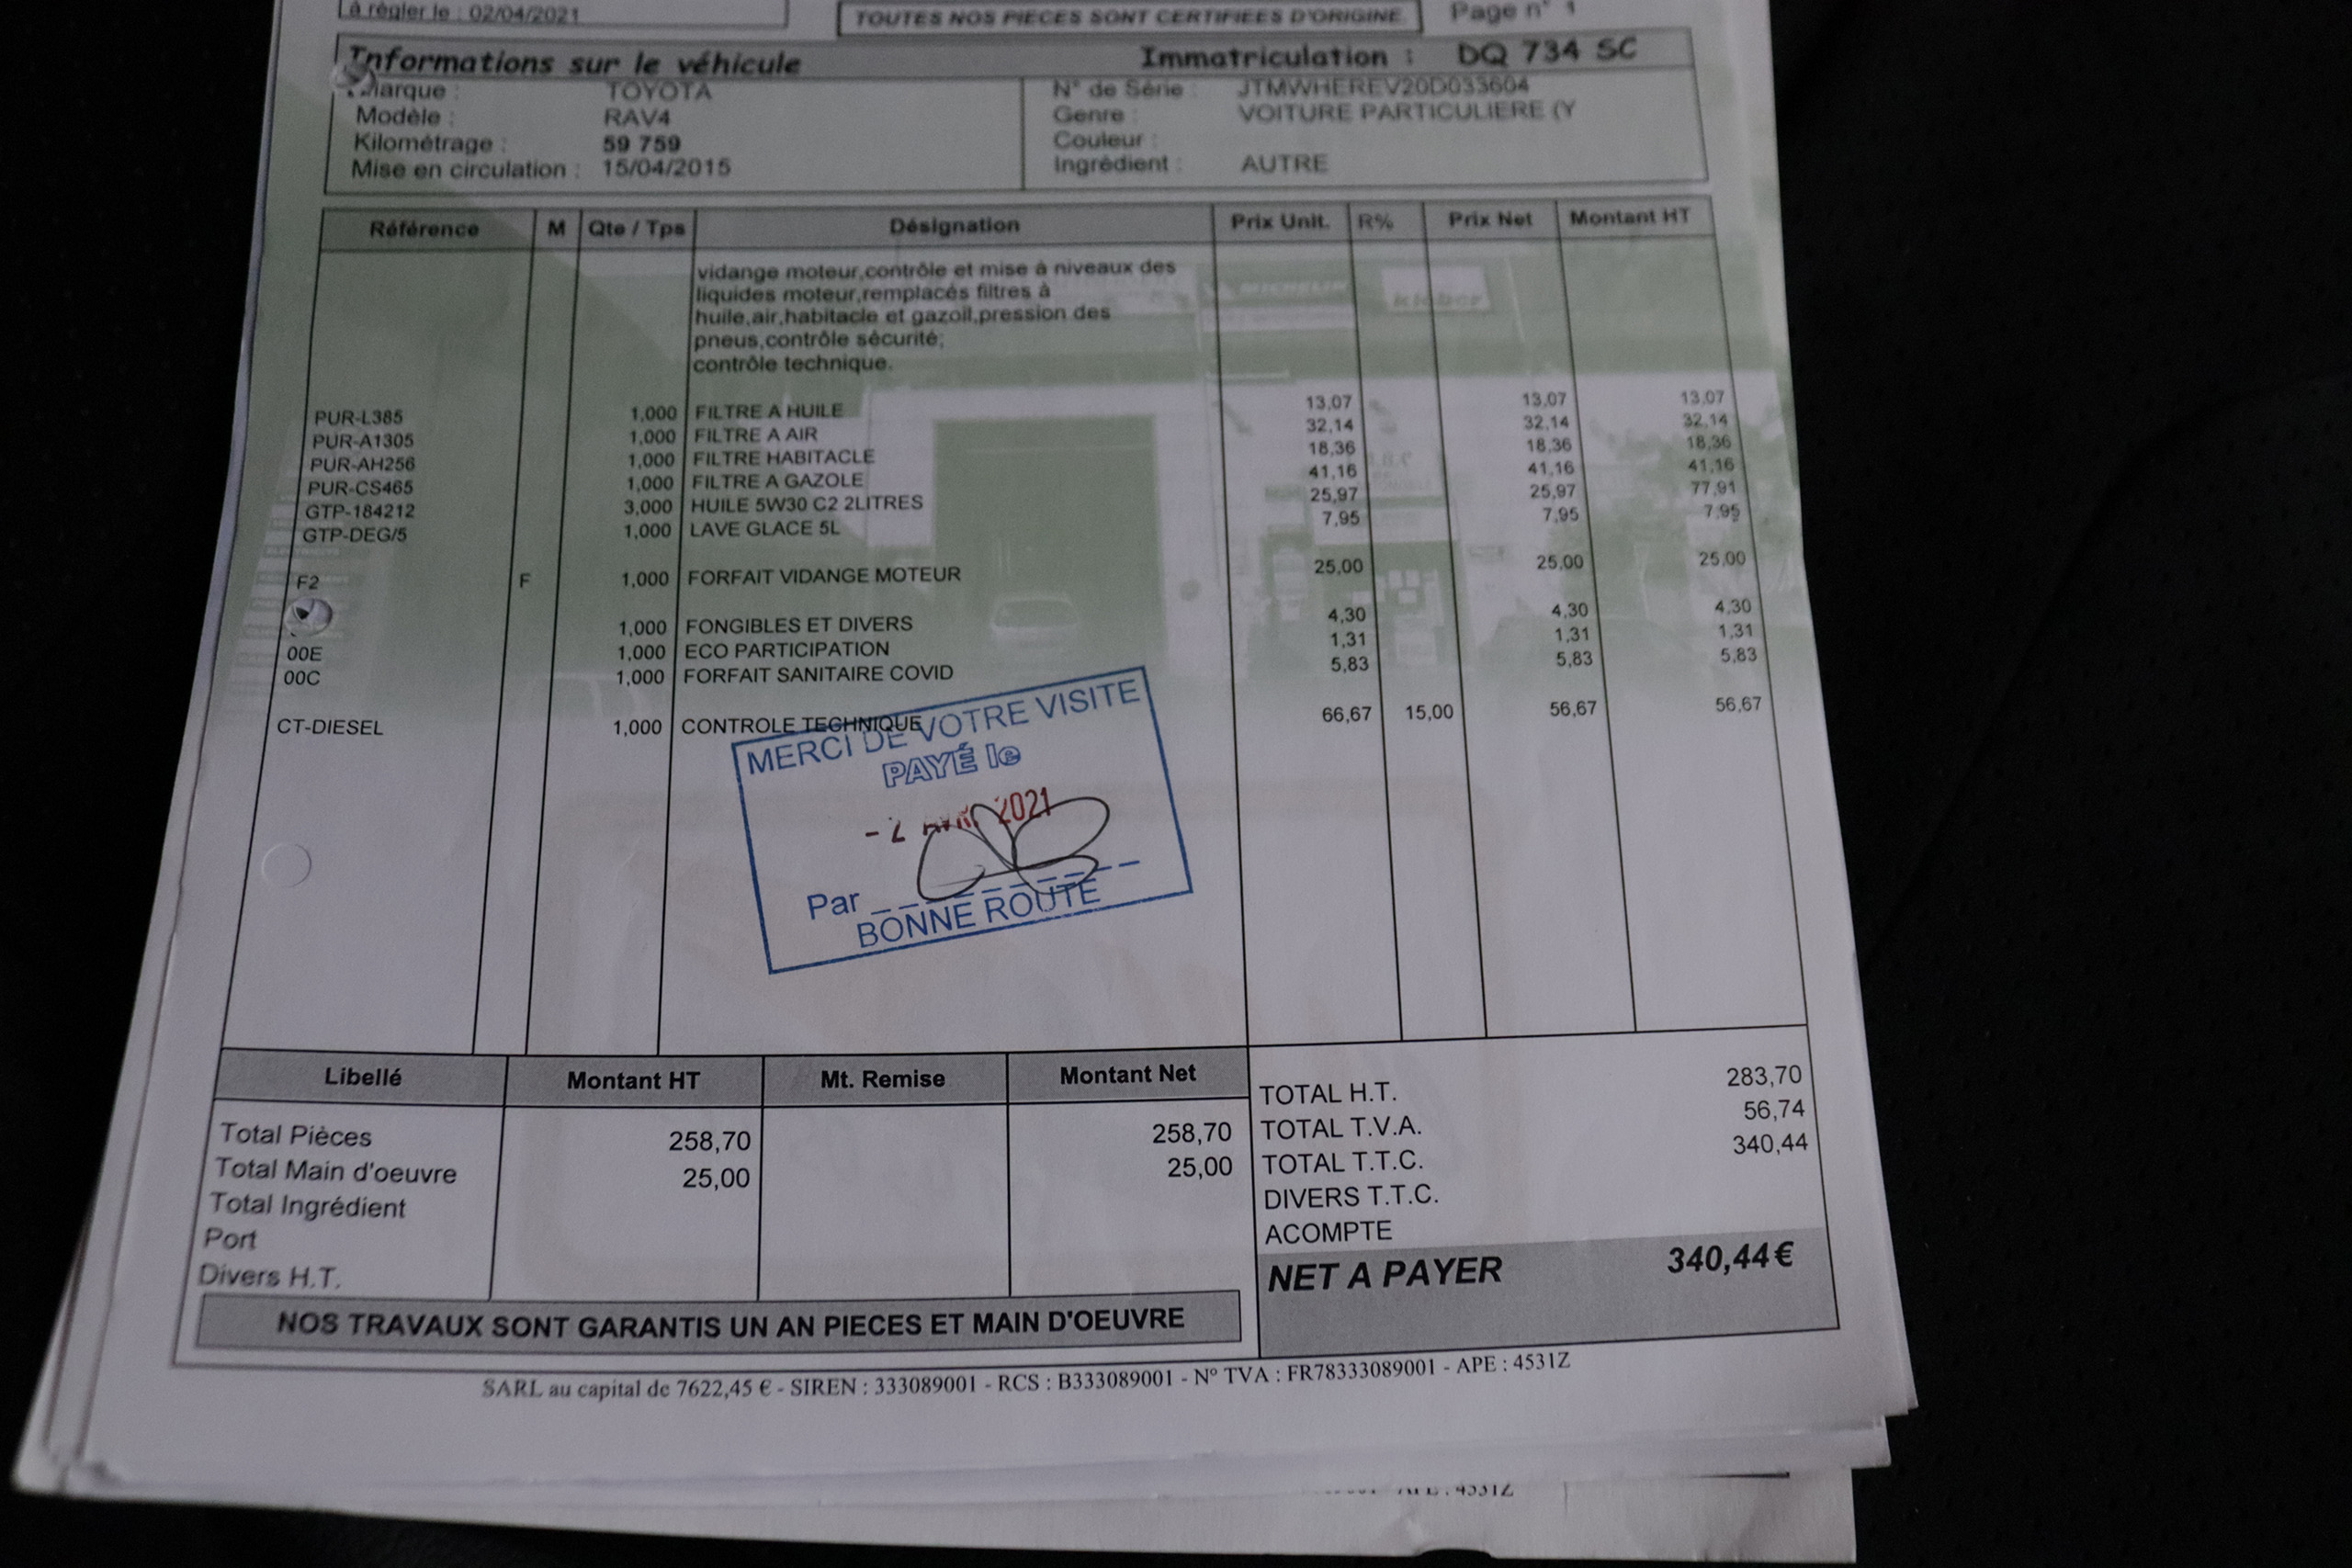 à régler le : 02/04/2021
TOUTES NOS PIECES SONT CERTIFIEES D'ORIGINE.
Page n° 1
Informations sur le véhicule
Immatriculation : DQ 734 SC
Marque : TOYOTA
N° de Série : JTMWHEREV20D033604
Modèle : RAV4
Genre : VOITURE PARTICULIERE (Y
Kilométrage : 59 759
Couleur :
Mise en circulation : 15/04/2015
Ingrédient : AUTRE
Référence M Qte / Tps Désignation Prix Unit. R% Prix Net Montant HT
vidange moteur,contrôle et mise à niveaux des
liquides moteur,remplacés filtres à
huile,air,habitacle et gazoil,pression des
pneus,contrôle sécurité;
contrôle technique.
MICHELIN
kleber
PUR-L385 1,000 FILTRE A HUILE 13,07 13,07 13,07
PUR-A1305 1,000 FILTRE A AIR 32,14 32,14 32,14
PUR-AH256 1,000 FILTRE HABITACLE 18,36 18,36 18,36
PUR-CS465 1,000 FILTRE A GAZOLE 41,16 41,16 41,16
GTP-184212 3,000 HUILE 5W30 C2 2LITRES 25,97 25,97 77,91
GTP-DEG/5 1,000 LAVE GLACE 5L 7,95 7,95 7,95
F2 F 1,000 FORFAIT VIDANGE MOTEUR 25,00 25,00 25,00
1,000 FONGIBLES ET DIVERS 4,30 4,30 4,30
00E 1,000 ECO PARTICIPATION 1,31 1,31 1,31
00C 1,000 FORFAIT SANITAIRE COVID 5,83 5,83 5,83
CT-DIESEL 1,000 CONTROLE TECHNIQUE 66,67 15,00 56,67 56,67
MERCI DE VOTRE VISITE
PAYÉ le
- 2 AVR. 2021
Par
BONNE ROUTE
Libellé Montant HT Mt. Remise Montant Net
Total Pièces 258,70 258,70
Total Main d'oeuvre 25,00 25,00
Total Ingrédient
Port
Divers H.T.
TOTAL H.T. 283,70
TOTAL T.V.A. 56,74
TOTAL T.T.C. 340,44
DIVERS T.T.C.
ACOMPTE
NET A PAYER 340,44€
NOS TRAVAUX SONT GARANTIS UN AN PIECES ET MAIN D'OEUVRE
SARL au capital de 7622,45 € - SIREN : 333089001 - RCS : B333089001 - N° TVA : FR78333089001 - APE : 4531Z
APE : 4531Z